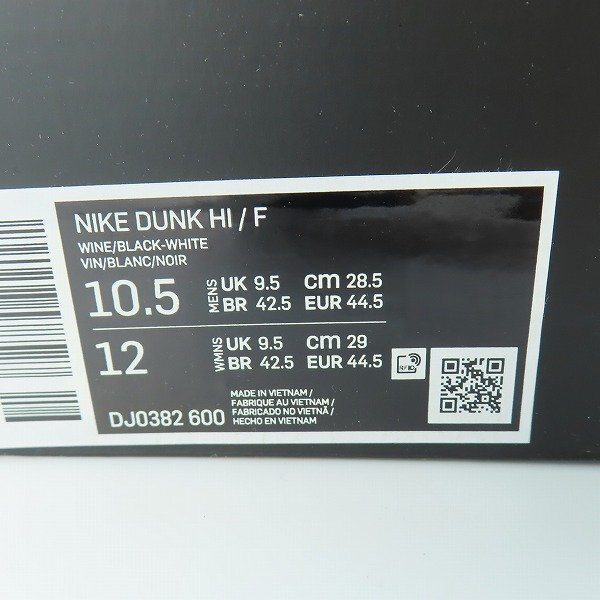 NIKE DUNK HI / F
WINE/BLACK-WHITE
VIN/BLANC/NOIR
10.5 MENS UK 9.5 CM 28.5
BR 42.5 EUR 44.5
12 WMNS UK 9.5 CM 29
BR 42.5 EUR 44.5
RFID
DJ0382 600
MADE IN VIETNAM /
FABRIQUE AU VIETNAM /
FABRICADO NO VIETNÃ /
HECHO EN VIETNAM